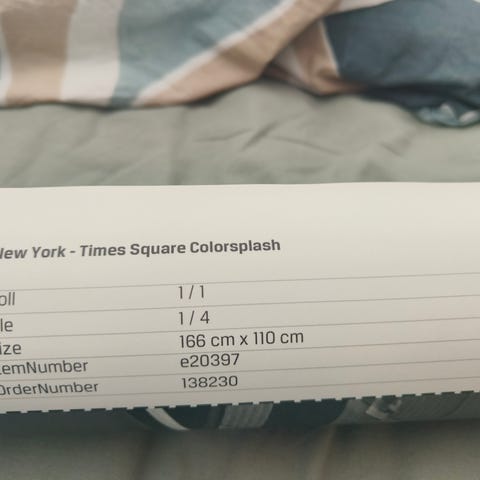 New York - Times Square Colorsplash
oll 1 / 1
le 1 / 4
ize 166 cm x 110 cm
temNumber e20397
OrderNumber 138230